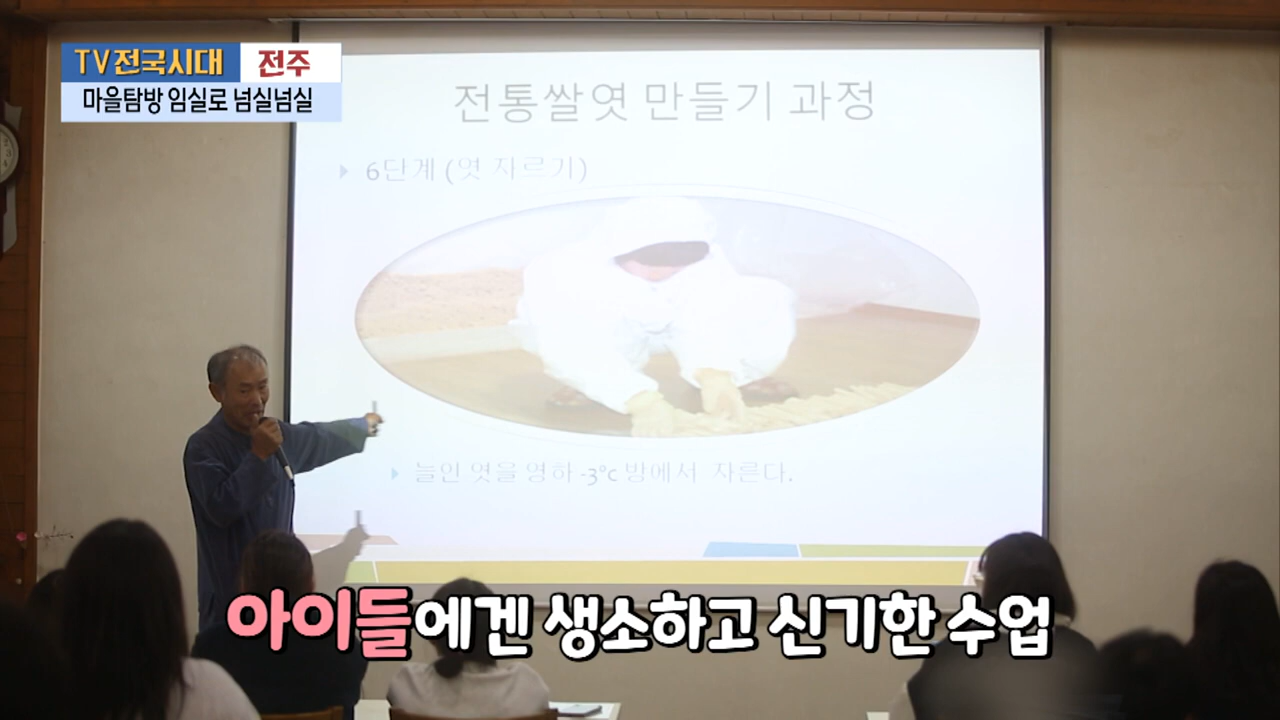 TV전국시대 전주
마을탐방 임실로 넘실넘실
전통쌀엿 만들기 과정
6단계 (엿 자르기)
늘인 엿을 영하 -3°c 방에서 자른다.
아이들에겐 생소하고 신기한 수업